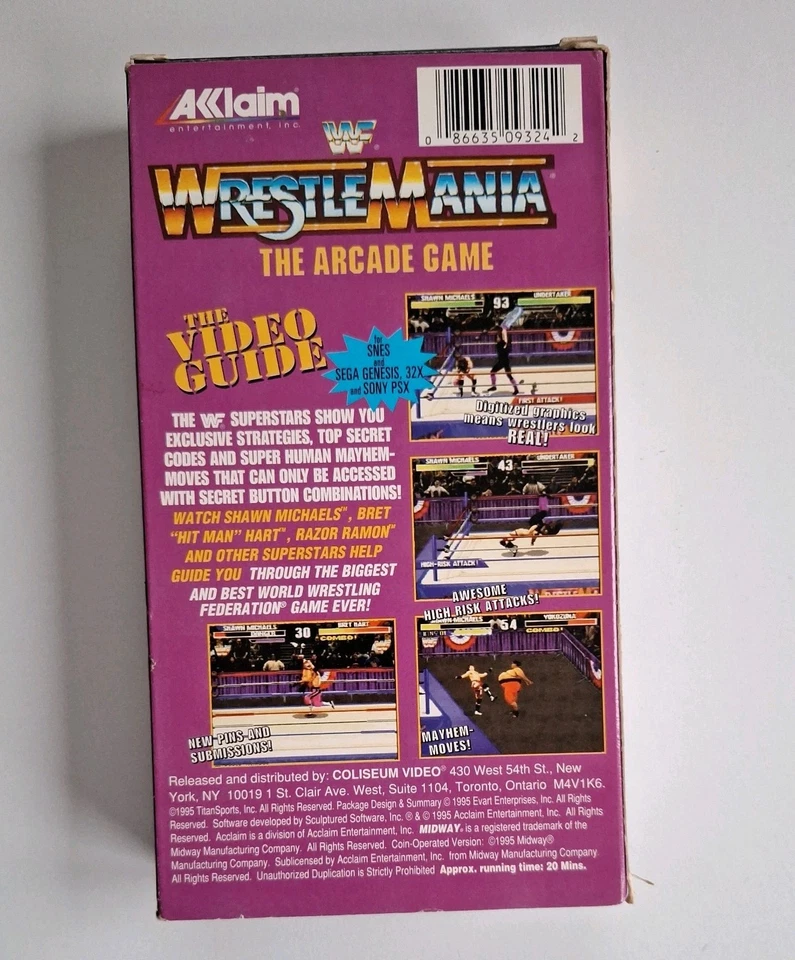 AKKlaim®
entertainment, inc.
0 86635 09324 2
WF®
WRESTLEMANIA®
THE ARCADE GAME
THE
VIDEO
GUIDE
for
SNES
and
SEGA GENESIS, 32X
and SONY PSX
THE WF SUPERSTARS SHOW YOU
EXCLUSIVE STRATEGIES, TOP SECRET
CODES AND SUPER HUMAN MAYHEM-
MOVES THAT CAN ONLY BE ACCESSED
WITH SECRET BUTTON COMBINATIONS!
WATCH SHAWN MICHAELS™, BRET
"HIT MAN" HART™, RAZOR RAMON™
AND OTHER SUPERSTARS HELP
GUIDE YOU THROUGH THE BIGGEST
AND BEST WORLD WRESTLING
FEDERATION® GAME EVER!
SHAWN MICHAELS 93 UNDERTAKER
FIRST ATTACK!
Digitized graphics
means wrestlers look
REAL!
SHAWN MICHAELS 43 UNDERTAKER
HIGH-RISK ATTACK!
AWESOME
HIGH RISK ATTACKS!
SHAWN MICHAELS 30 BRET HART
COMBO!
NEW PINS AND
SUBMISSIONS!
SHAWN MICHAELS 54 YOKOZUNA
COMBO!
MAYHEM-
MOVES!
Released and distributed by: COLISEUM VIDEO® 430 West 54th St., New
York, NY 10019 1 St. Clair Ave. West, Suite 1104, Toronto, Ontario M4V1K6.
©1995 TitanSports, Inc. All Rights Reserved. Package Design & Summary © 1995 Evart Enterprises, Inc. All Rights
Reserved. Software developed by Sculptured Software, Inc. ® & © 1995 Acclaim Entertainment, Inc. All Rights
Reserved. Acclaim is a division of Acclaim Entertainment, Inc. MIDWAY® is a registered trademark of the
Midway Manufacturing Company. All Rights Reserved. Coin-Operated Version: ©1995 Midway®
Manufacturing Company. Sublicensed by Acclaim Entertainment, Inc. from Midway Manufacturing Company.
All Rights Reserved. Unauthorized Duplication is Strictly Prohibited Approx. running time: 20 Mins.